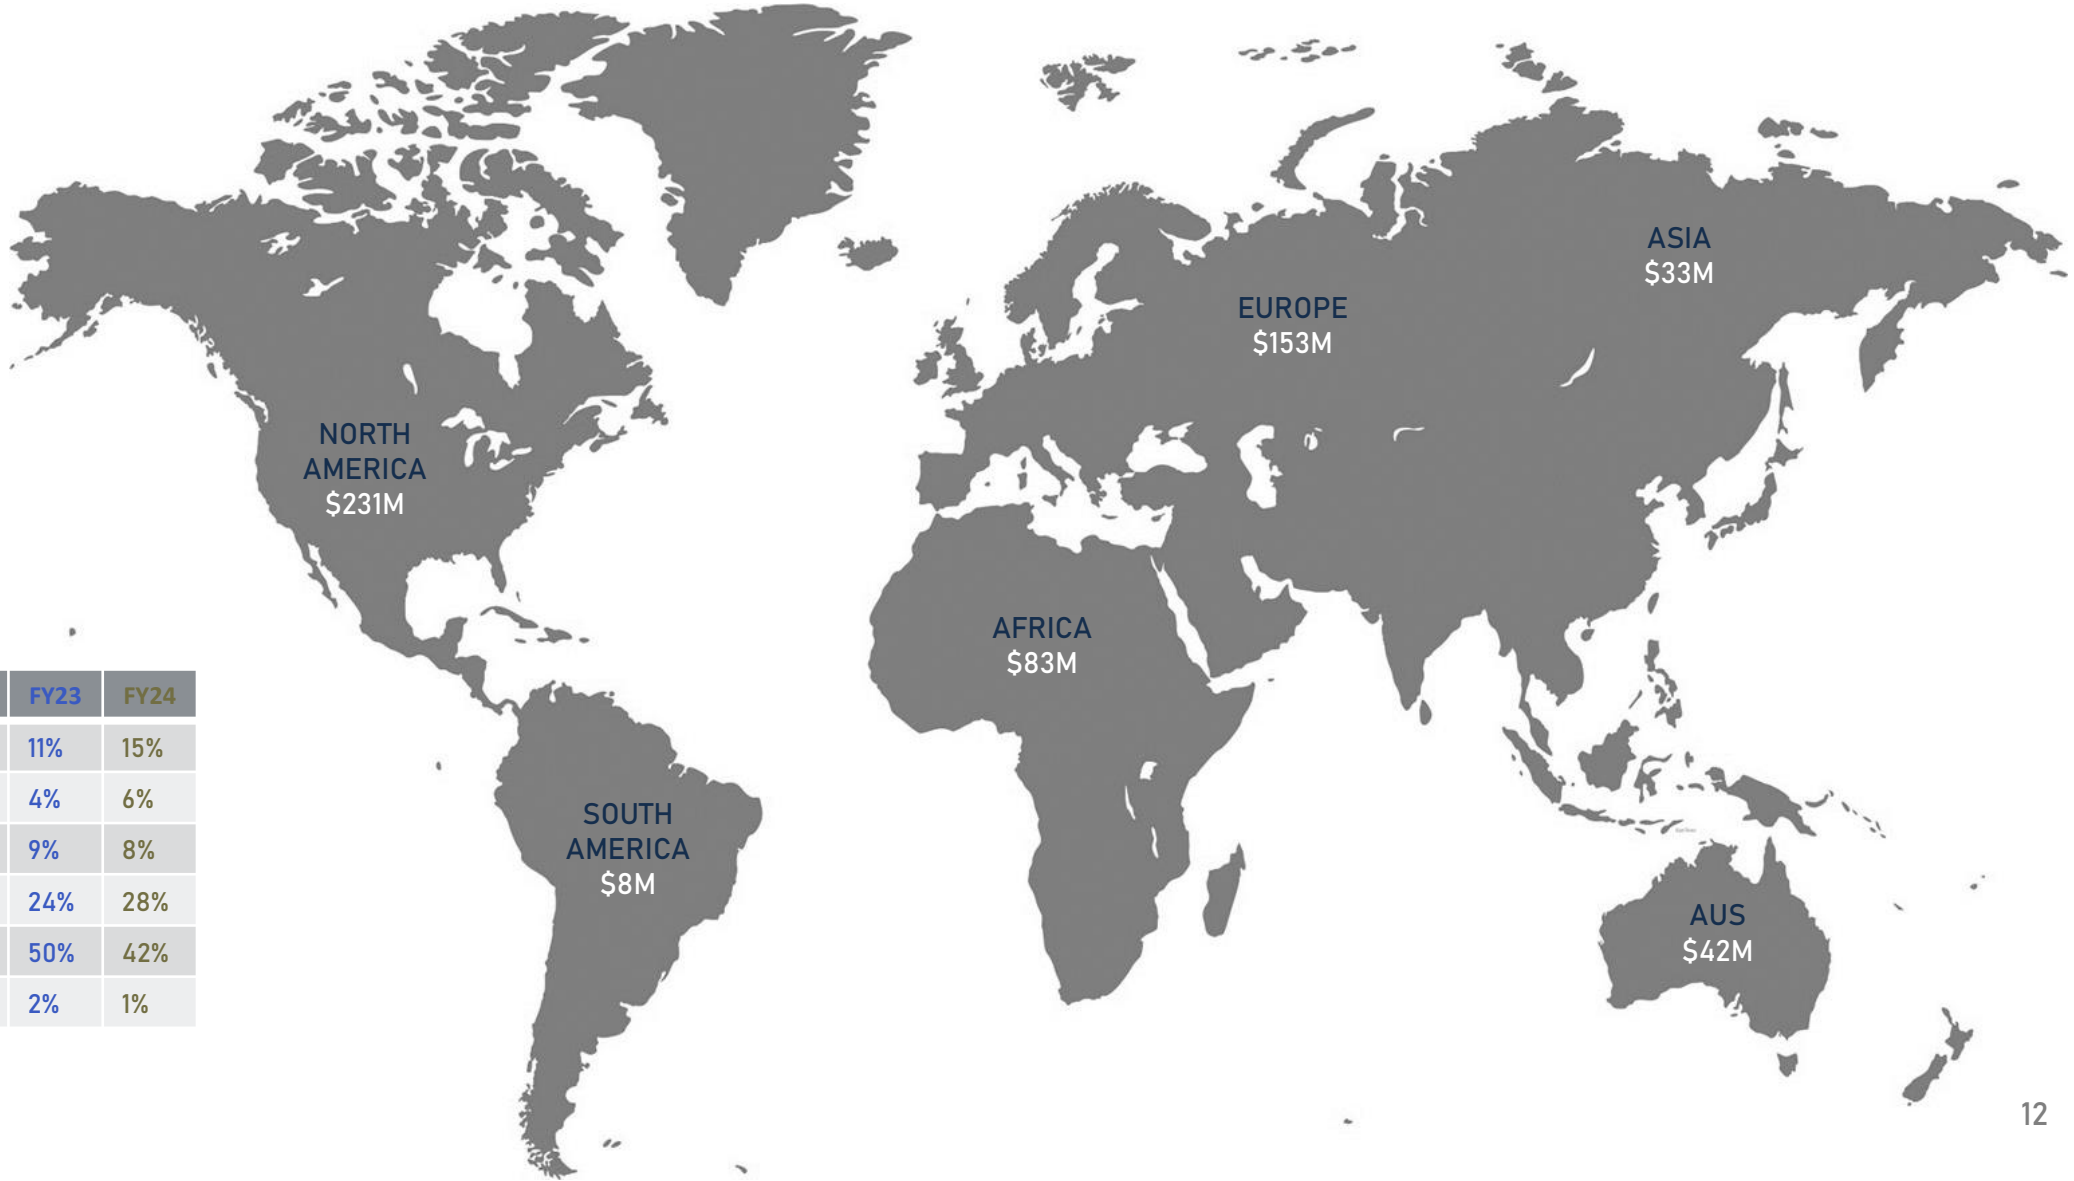 ASIA
$33M
EUROPE
$153M
NORTH
AMERICA
$231M
AFRICA
$83M
SOUTH
AMERICA
$8M
AUS
$42M
FY23 FY24
11% 15%
4% 6%
9% 8%
24% 28%
50% 42%
2% 1%
12